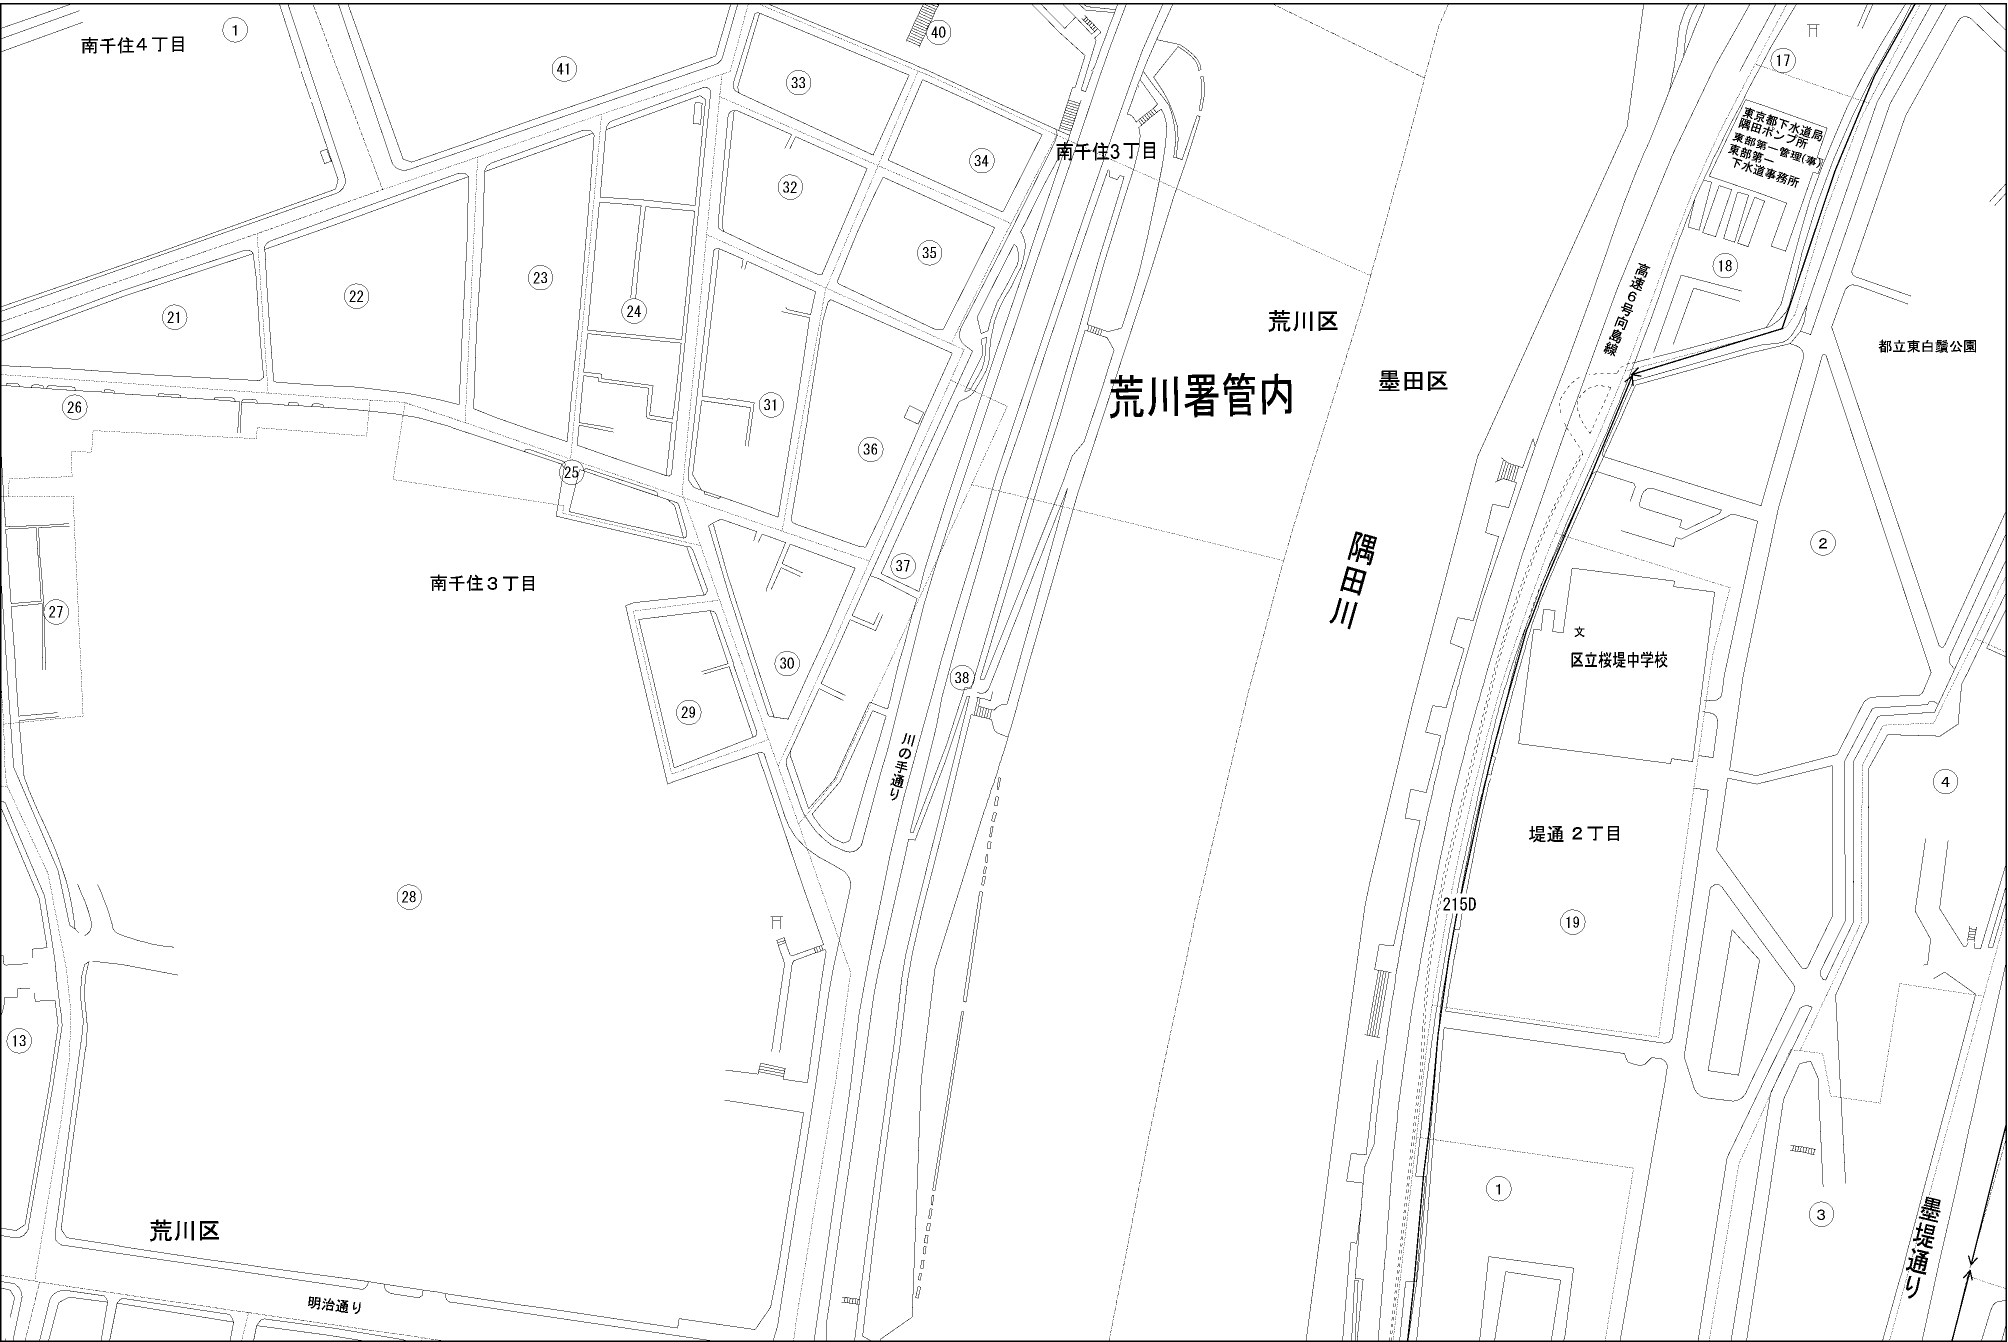 南千住４丁目
1
40
17
41
33
東京都下水道局
隅田ポンプ所
東部第一管理(事)
東部第一
下水道事務所
34
南千住３丁目
32
35
18
高速６号向島線
23
22
24
21
荒川区
都立東白鬚公園
墨田区
荒川署管内
26
31
36
25
2
隅田川
37
南千住３丁目
27
文
区立桜堤中学校
30
38
29
川の手通り
4
堤通 ２丁目
28
215D
19
13
1
3
荒川区
墨堤通り
明治通り